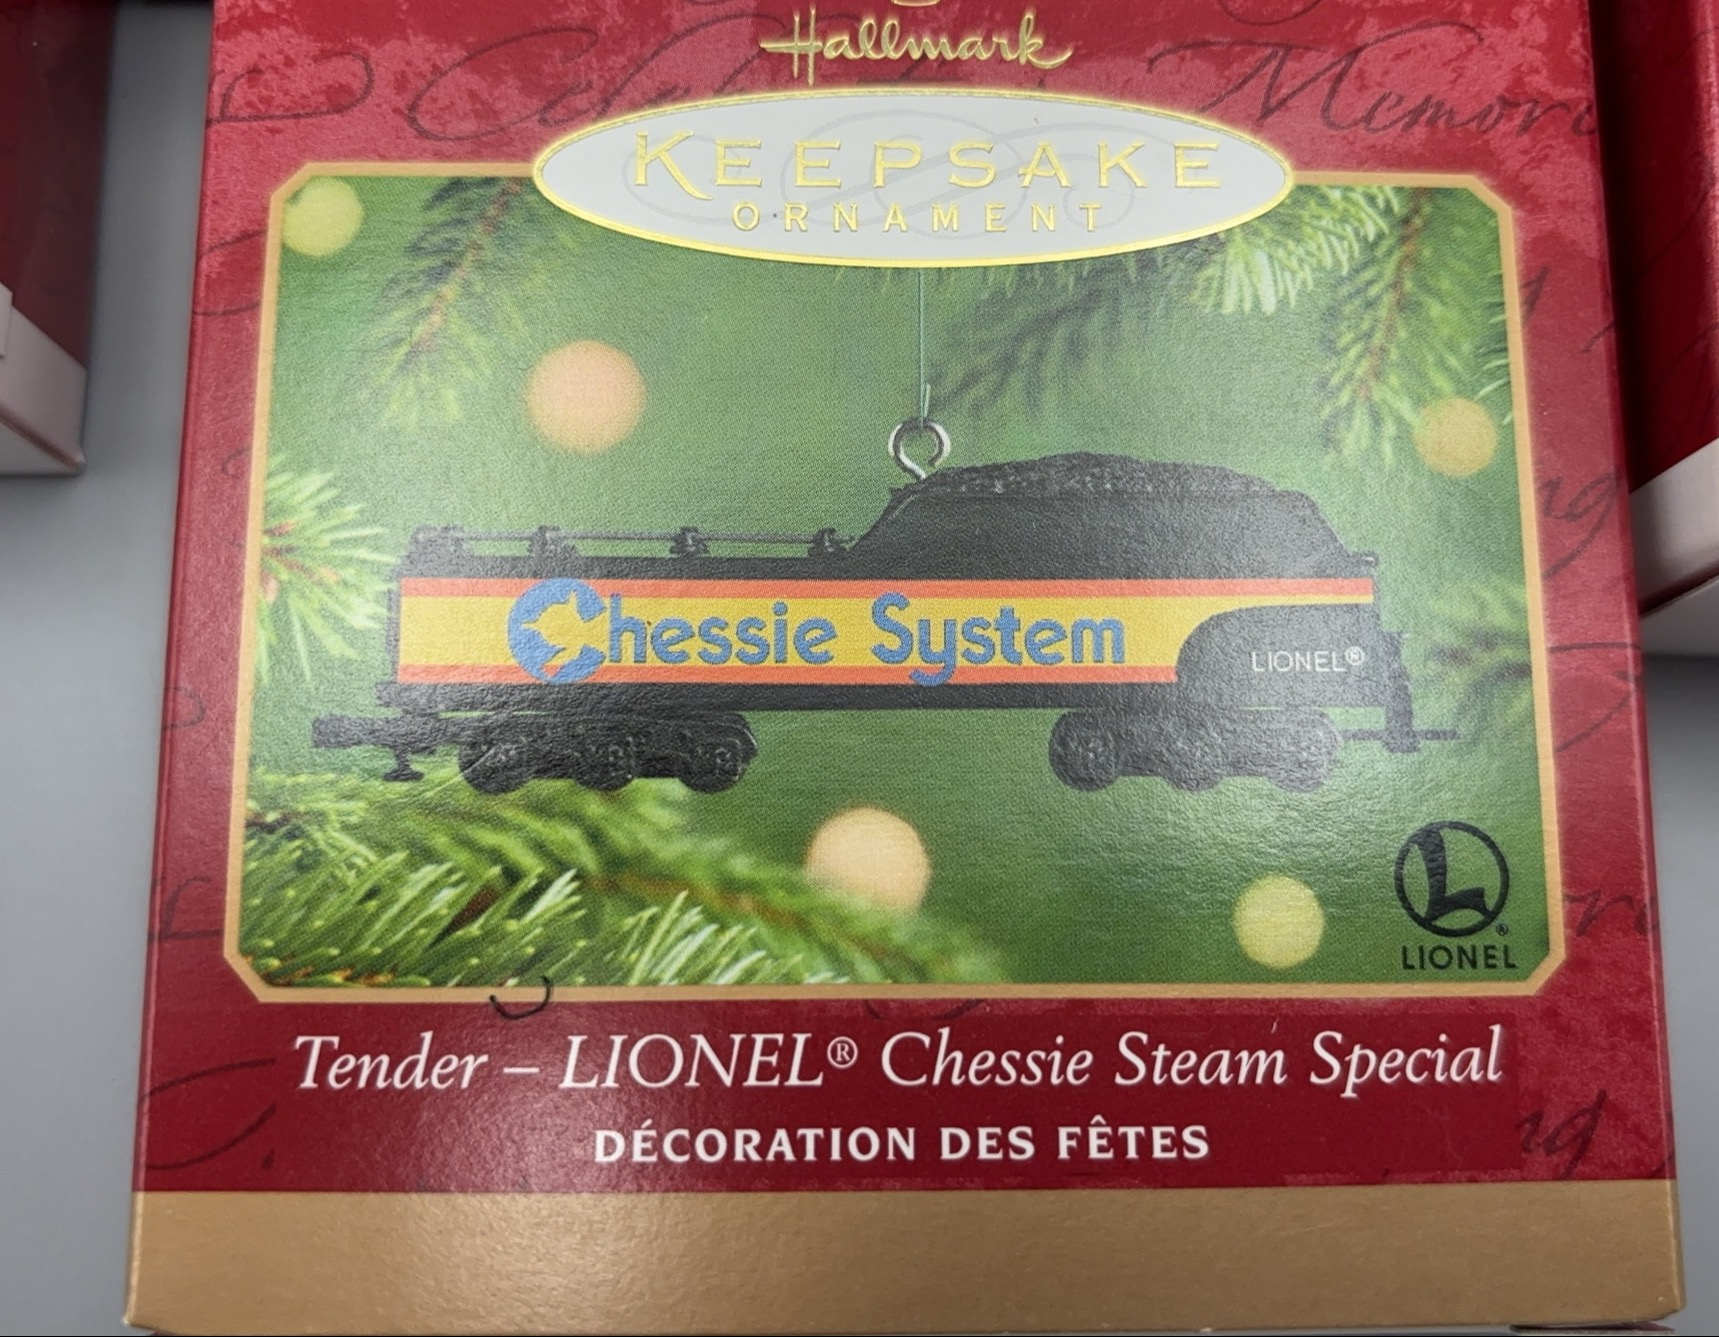 Hallmark
KEEPSAKE
ORNAMENT
Chessie System
LIONEL®
L®
LIONEL
Tender – LIONEL® Chessie Steam Special
DÉCORATION DES FÊTES